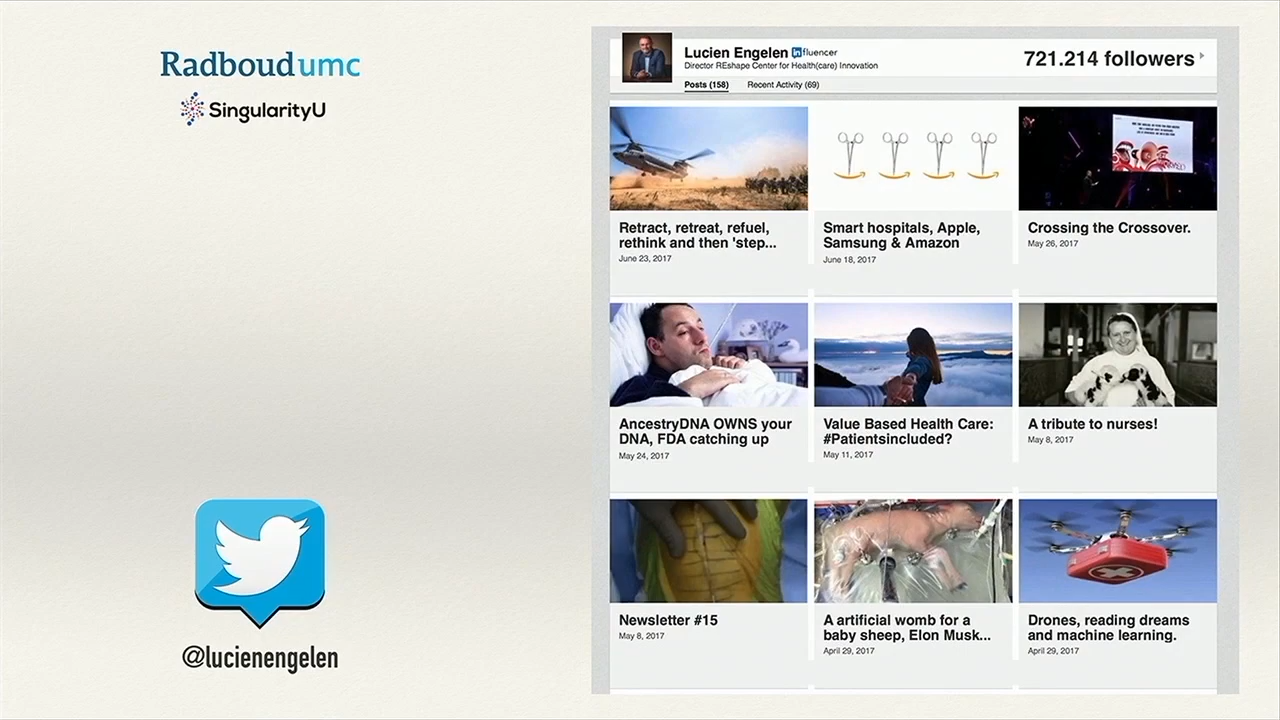 Radboudumc
SingularityU
@lucienengelen
Lucien Engelen influencer
Director REshape Center for Health(care) Innovation
721.214 followers
Posts (158) Recent Activity (69)
Retract, retreat, refuel,
rethink and then 'step...
June 23, 2017
Smart hospitals, Apple,
Samsung & Amazon
June 18, 2017
Crossing the Crossover.
May 26, 2017
AncestryDNA OWNS your
DNA, FDA catching up
May 24, 2017
Value Based Health Care:
#Patientsincluded?
May 11, 2017
A tribute to nurses!
May 8, 2017
Newsletter #15
May 8, 2017
A artificial womb for a
baby sheep, Elon Musk...
April 29, 2017
Drones, reading dreams
and machine learning.
April 29, 2017